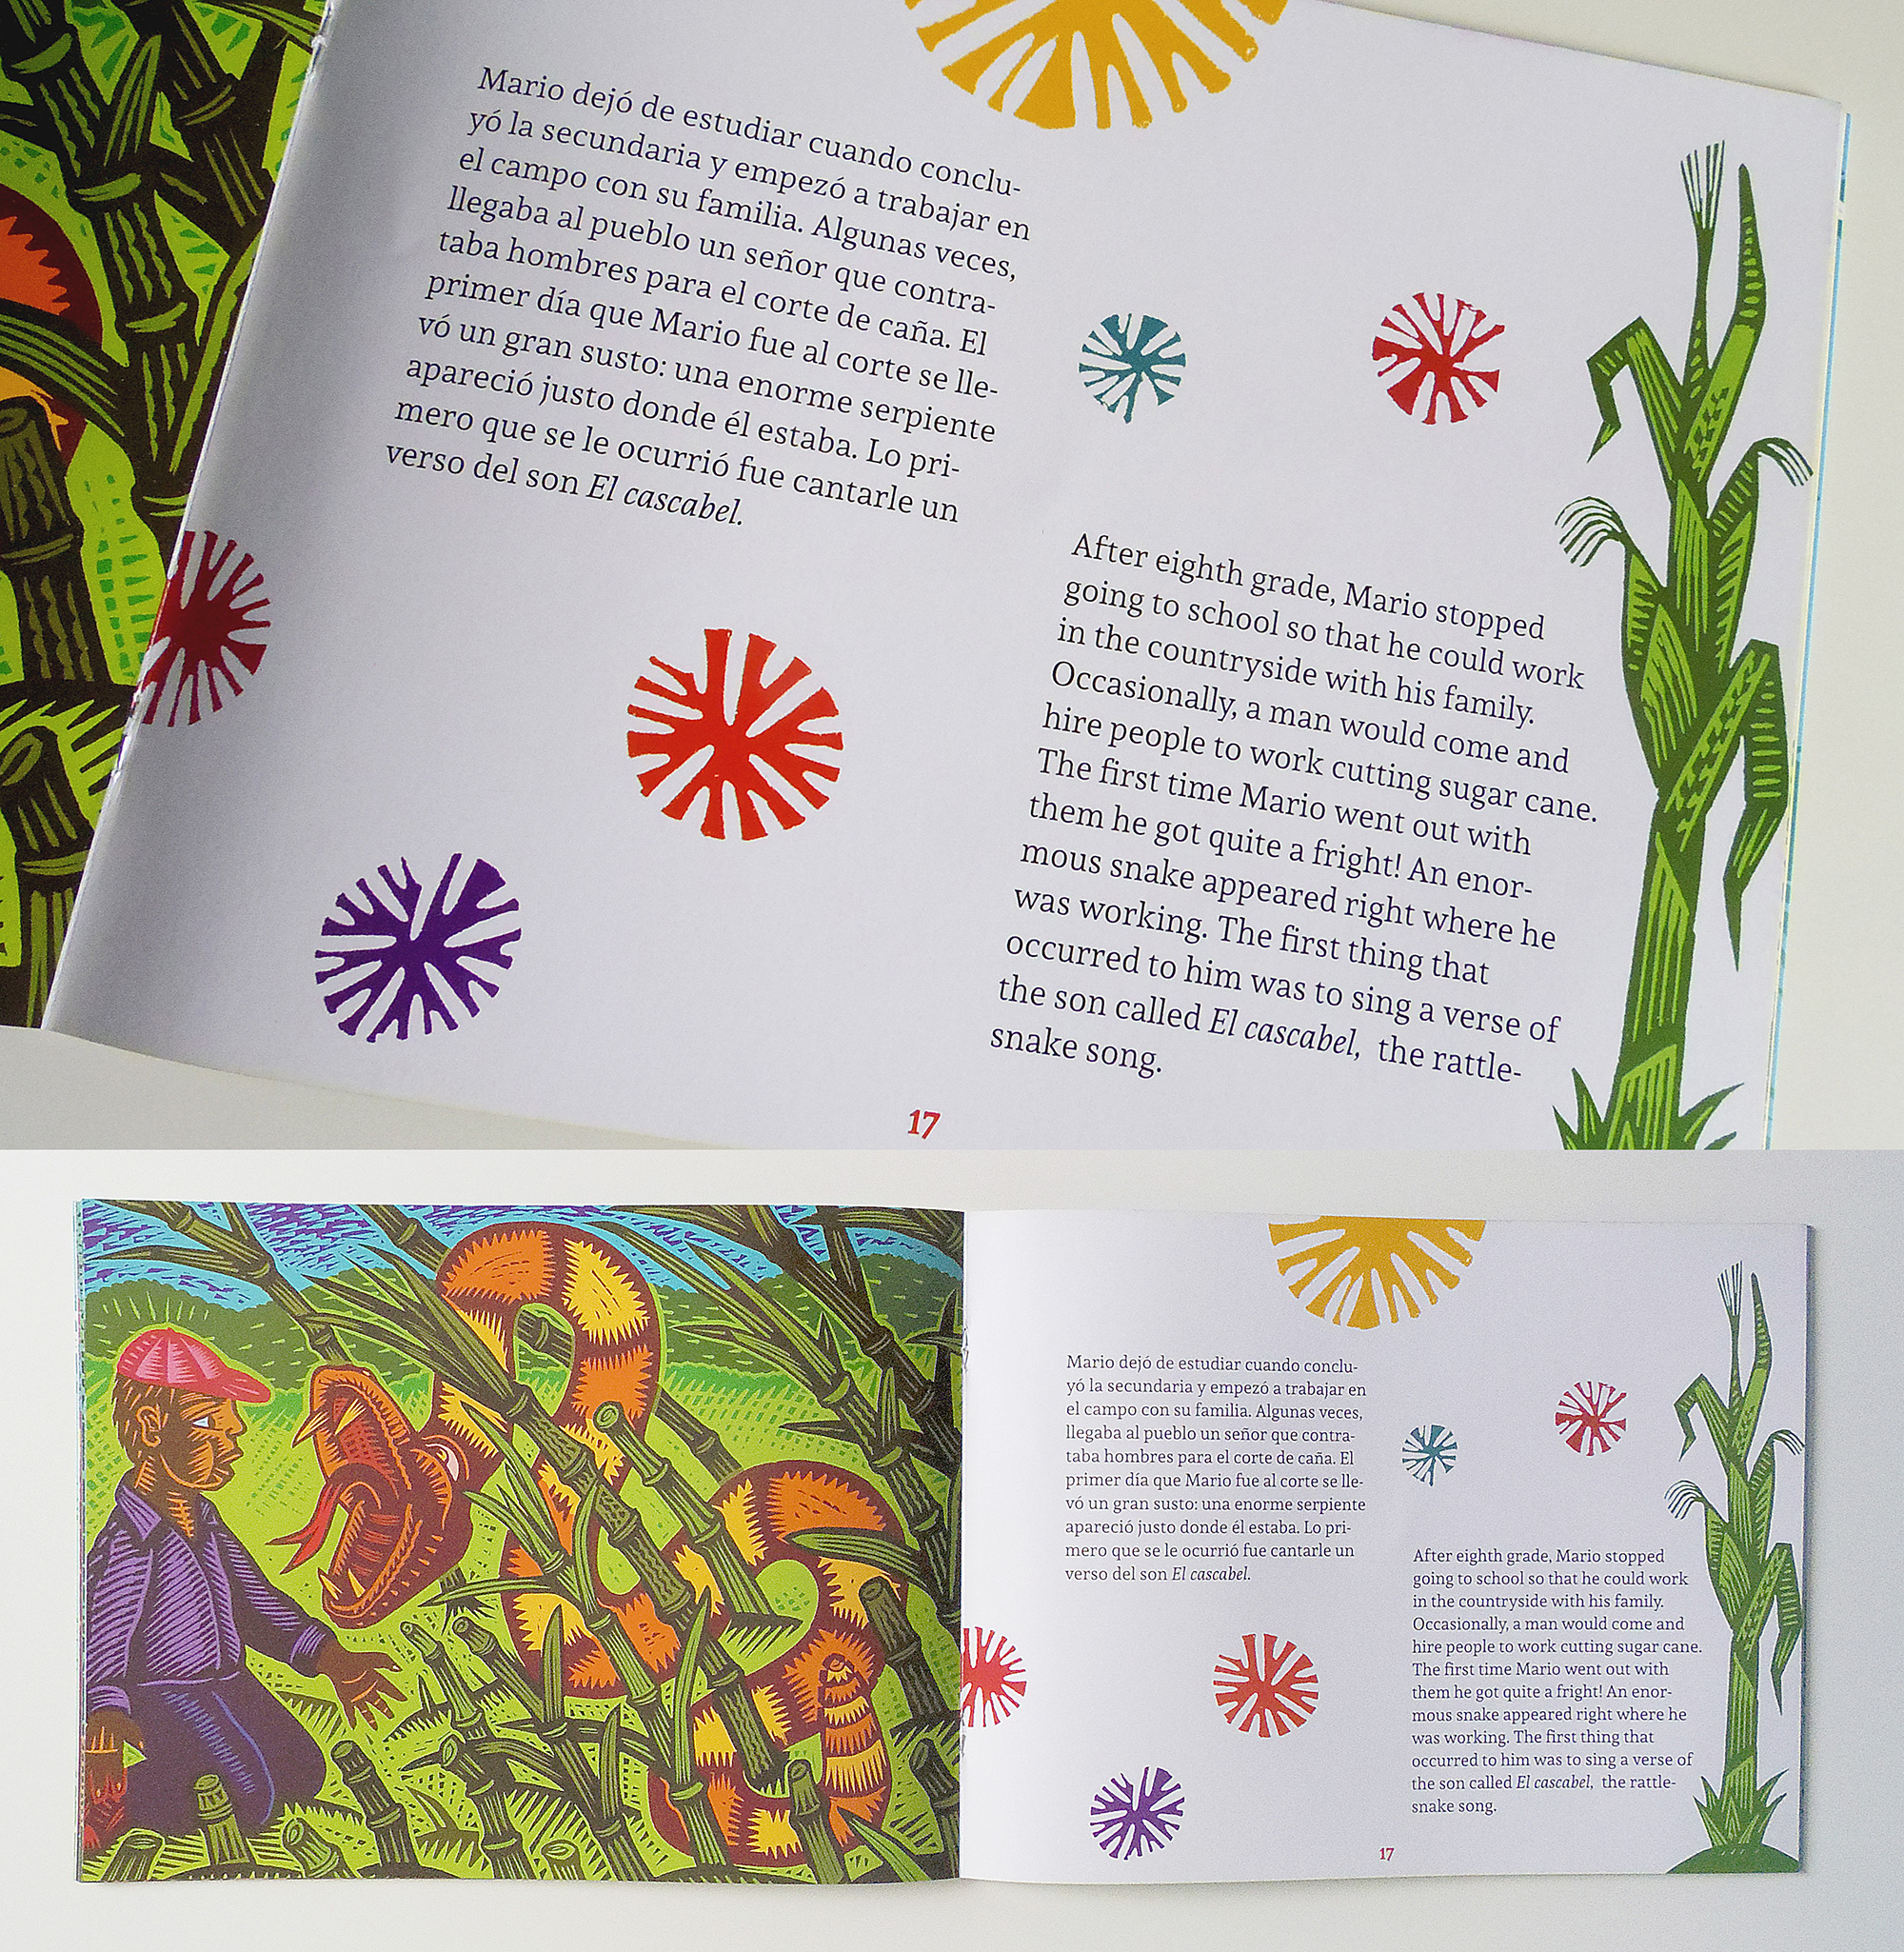 Mario dejó de estudiar cuando conclu-
yó la secundaria y empezó a trabajar en
el campo con su familia. Algunas veces,
llegaba al pueblo un señor que contra-
taba hombres para el corte de caña. El
primer día que Mario fue al corte se lle-
vó un gran susto: una enorme serpiente
apareció justo donde él estaba. Lo pri-
mero que se le ocurrió fue cantarle un
verso del son El cascabel.
After eighth grade, Mario stopped
going to school so that he could work
in the countryside with his family.
Occasionally, a man would come and
hire people to work cutting sugar cane.
The first time Mario went out with
them he got quite a fright! An enor-
mous snake appeared right where he
was working. The first thing that
occurred to him was to sing a verse of
the son called El cascabel, the rattle-
snake song.
17
Mario dejó de estudiar cuando conclu-
yó la secundaria y empezó a trabajar en
el campo con su familia. Algunas veces,
llegaba al pueblo un señor que contra-
taba hombres para el corte de caña. El
primer día que Mario fue al corte se lle-
vó un gran susto: una enorme serpiente
apareció justo donde él estaba. Lo pri-
mero que se le ocurrió fue cantarle un
verso del son El cascabel.
After eighth grade, Mario stopped
going to school so that he could work
in the countryside with his family.
Occasionally, a man would come and
hire people to work cutting sugar cane.
The first time Mario went out with
them he got quite a fright! An enor-
mous snake appeared right where he
was working. The first thing that
occurred to him was to sing a verse of
the son called El cascabel, the rattle-
snake song.
17